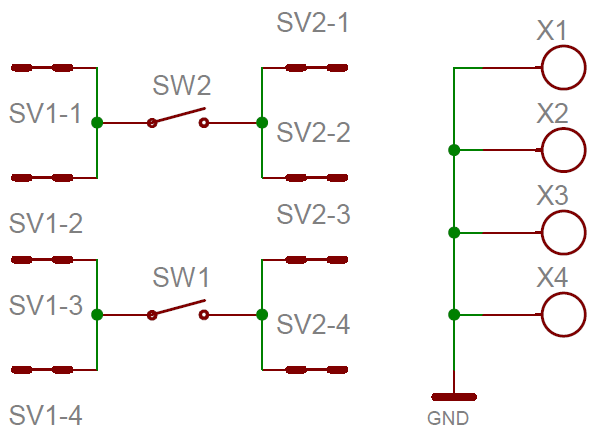 SV2-1
X1
SW2
SV1-1
X2
SV2-2
X3
SV1-2
SV2-3
SW1
X4
SV1-3
SV2-4
SV1-4
GND